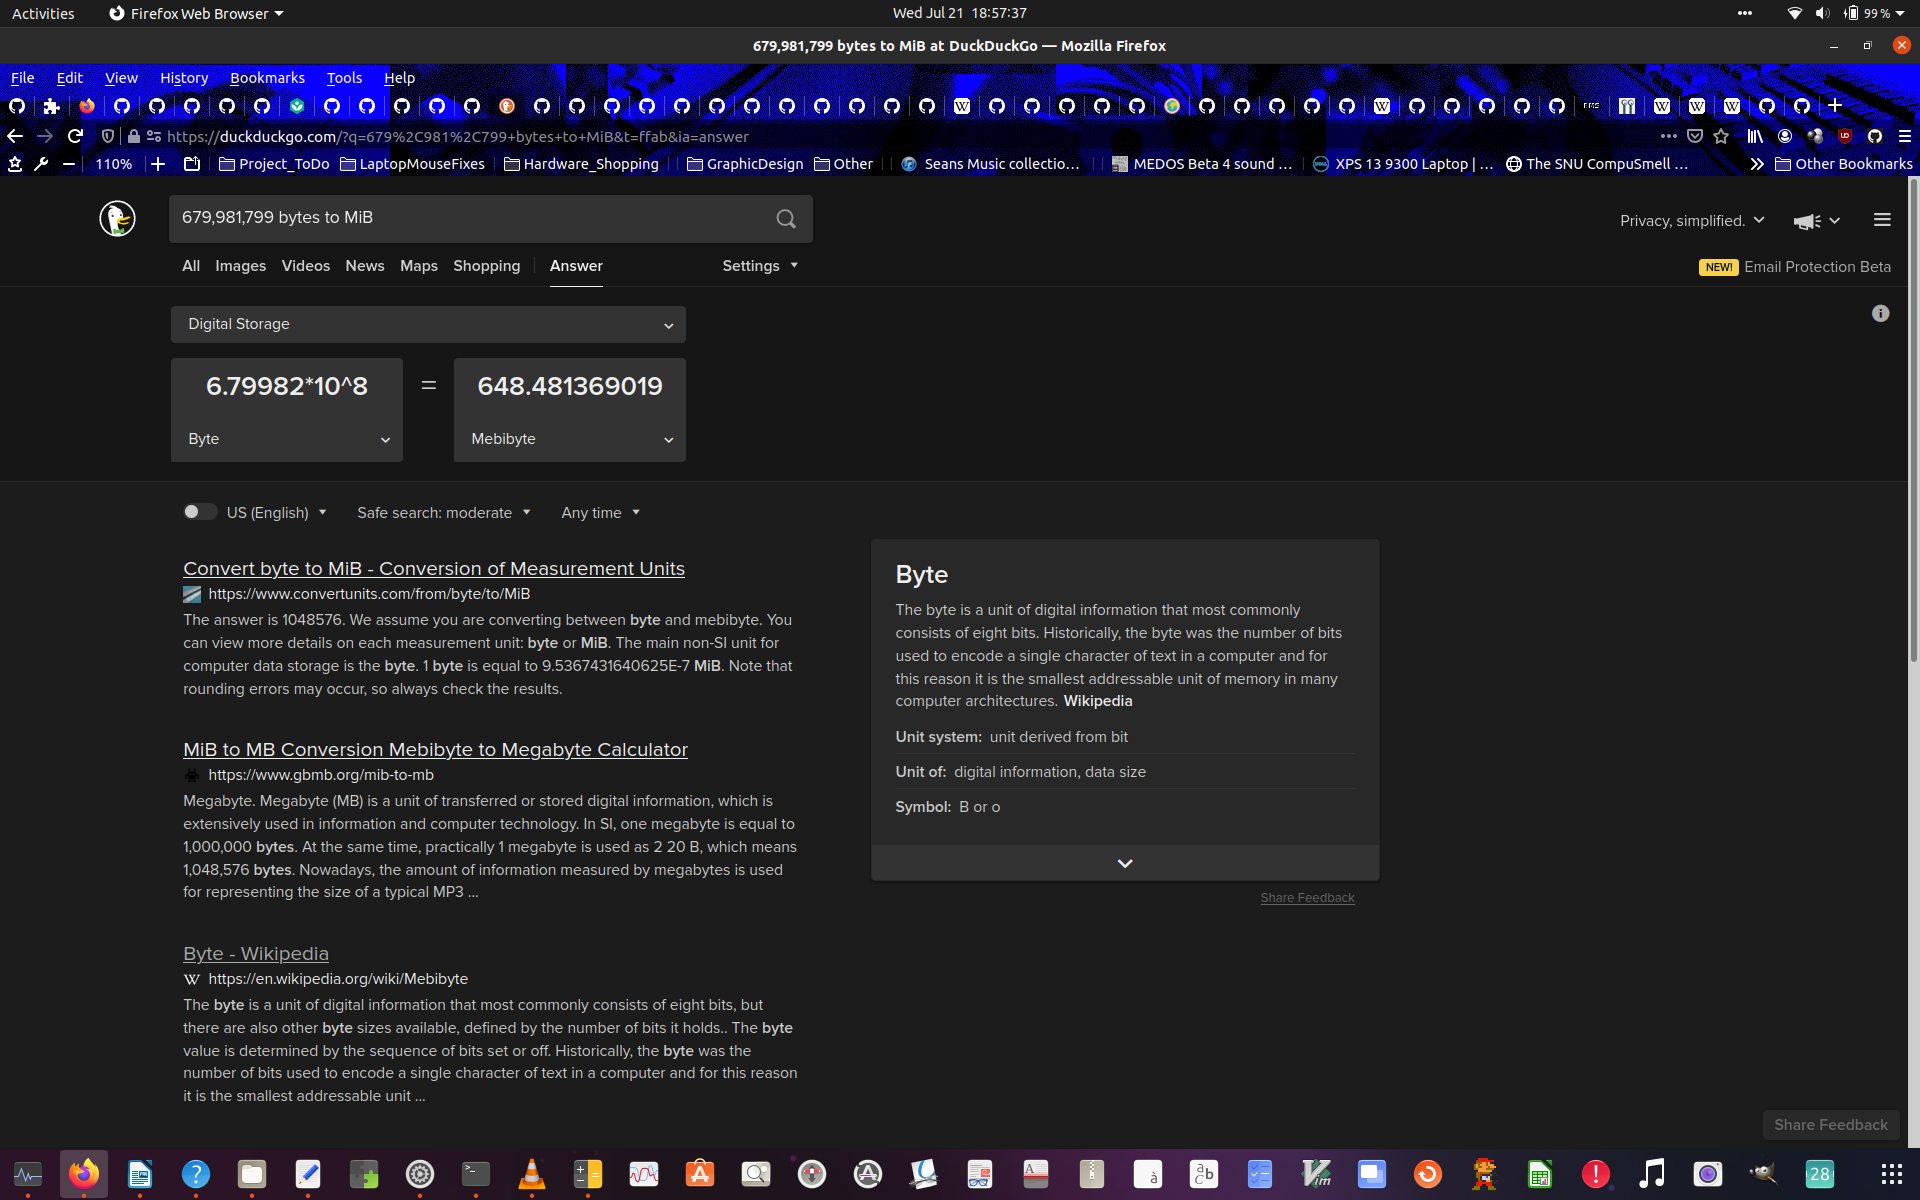 Activities
Firefox Web Browser
Wed Jul 21 18:57:37
99 %
679,981,799 bytes to MiB at DuckDuckGo — Mozilla Firefox
File Edit View History Bookmarks Tools Help
https://duckduckgo.com/?q=679%2C981%2C799+bytes+to+MiB&t=ffab&ia=answer
110%
Project_ToDo
LaptopMouseFixes
Hardware_Shopping
GraphicDesign
Other
Seans Music collectio…
MEDOS Beta 4 sound …
XPS 13 9300 Laptop | …
The SNU CompuSmell …
Other Bookmarks
679,981,799 bytes to MiB
Privacy, simplified.
All Images Videos News Maps Shopping Answer
Settings
NEW! Email Protection Beta
Digital Storage
6.79982*10^8 = 648.481369019
Byte
Mebibyte
US (English)
Safe search: moderate
Any time
Convert byte to MiB - Conversion of Measurement Units
https://www.convertunits.com/from/byte/to/MiB
The answer is 1048576. We assume you are converting between byte and mebibyte. You
can view more details on each measurement unit: byte or MiB. The main non-SI unit for
computer data storage is the byte. 1 byte is equal to 9.5367431640625E-7 MiB. Note that
rounding errors may occur, so always check the results.
MiB to MB Conversion Mebibyte to Megabyte Calculator
https://www.gbmb.org/mib-to-mb
Megabyte. Megabyte (MB) is a unit of transferred or stored digital information, which is
extensively used in information and computer technology. In SI, one megabyte is equal to
1,000,000 bytes. At the same time, practically 1 megabyte is used as 2 20 B, which means
1,048,576 bytes. Nowadays, the amount of information measured by megabytes is used
for representing the size of a typical MP3 ...
Byte - Wikipedia
https://en.wikipedia.org/wiki/Mebibyte
The byte is a unit of digital information that most commonly consists of eight bits, but
there are also other byte sizes available, defined by the number of bits it holds.. The byte
value is determined by the sequence of bits set or off. Historically, the byte was the
number of bits used to encode a single character of text in a computer and for this reason
it is the smallest addressable unit ...
Byte
The byte is a unit of digital information that most commonly
consists of eight bits. Historically, the byte was the number of bits
used to encode a single character of text in a computer and for
this reason it is the smallest addressable unit of memory in many
computer architectures. Wikipedia
Unit system: unit derived from bit
Unit of: digital information, data size
Symbol: B or o
Share Feedback
Share Feedback
28